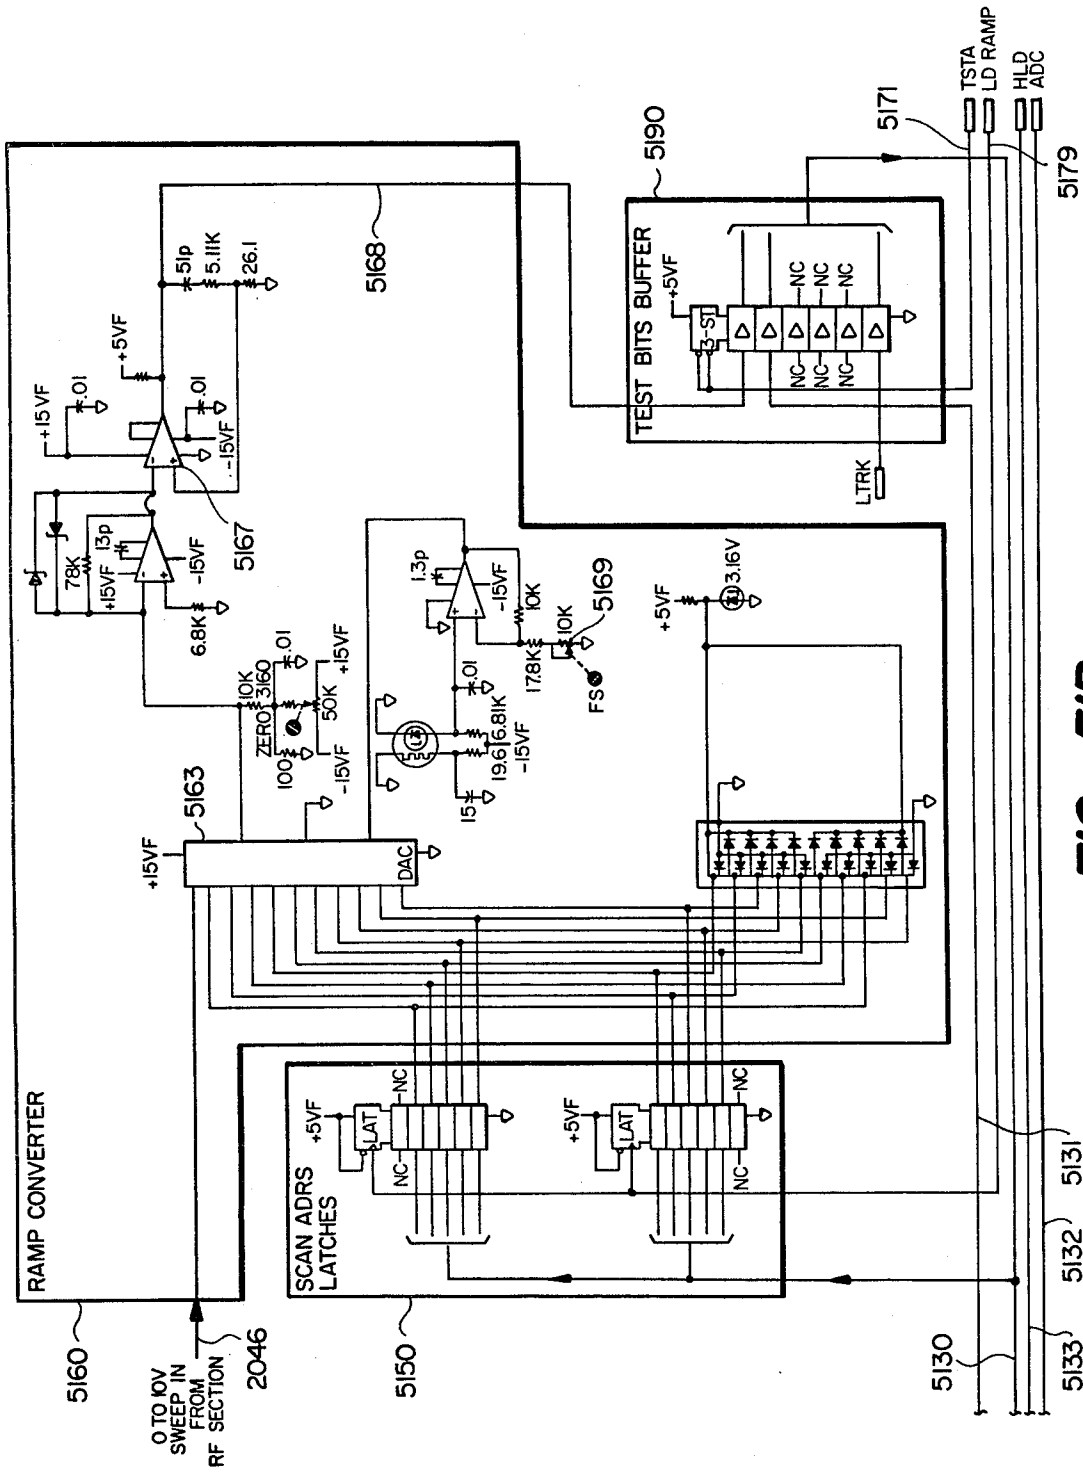 RAMP CONVERTER
5160
0 TO 10V
SWEEP IN
FROM
RF SECTION
2046
+15VF
5163
DAC
ZERO
10K
3160
.01
100
50K
-15VF
+15VF
6.8K
+15VF
78K
13p
-15VF
5167
+15VF
.01
+5VF
.01
-15VF
51p
5.11K
26.1
5168
15
19.6
6.81K
-15VF
.01
1.3p
-15VF
10K
17.8K
10K
5169
FS
+5VF
3.16V
SCAN ADRS
LATCHES
5150
+5VF
LAT
NC
NC
+5VF
LAT
NC
NC
TEST BITS BUFFER
5190
+5VF
3-ST
NC
NC
NC
NC
NC
NC
LTRK
5171
TSTA
LD RAMP
HLD
ADC
5179
5130
5131
5132
5133